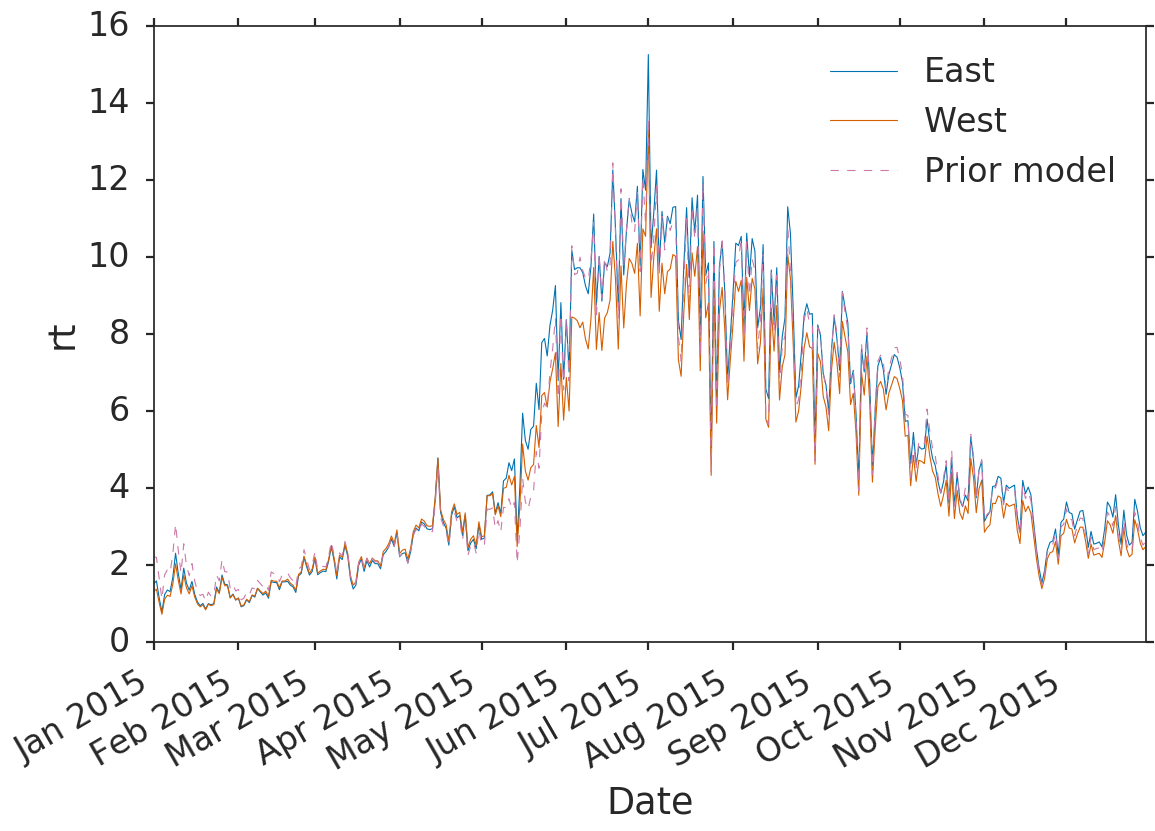 16
14
12
10
8
6
4
2
0
rt
East
West
Prior model
Jan 2015
Feb 2015
Mar 2015
Apr 2015
May 2015
Jun 2015
Jul 2015
Aug 2015
Sep 2015
Oct 2015
Nov 2015
Dec 2015
Date